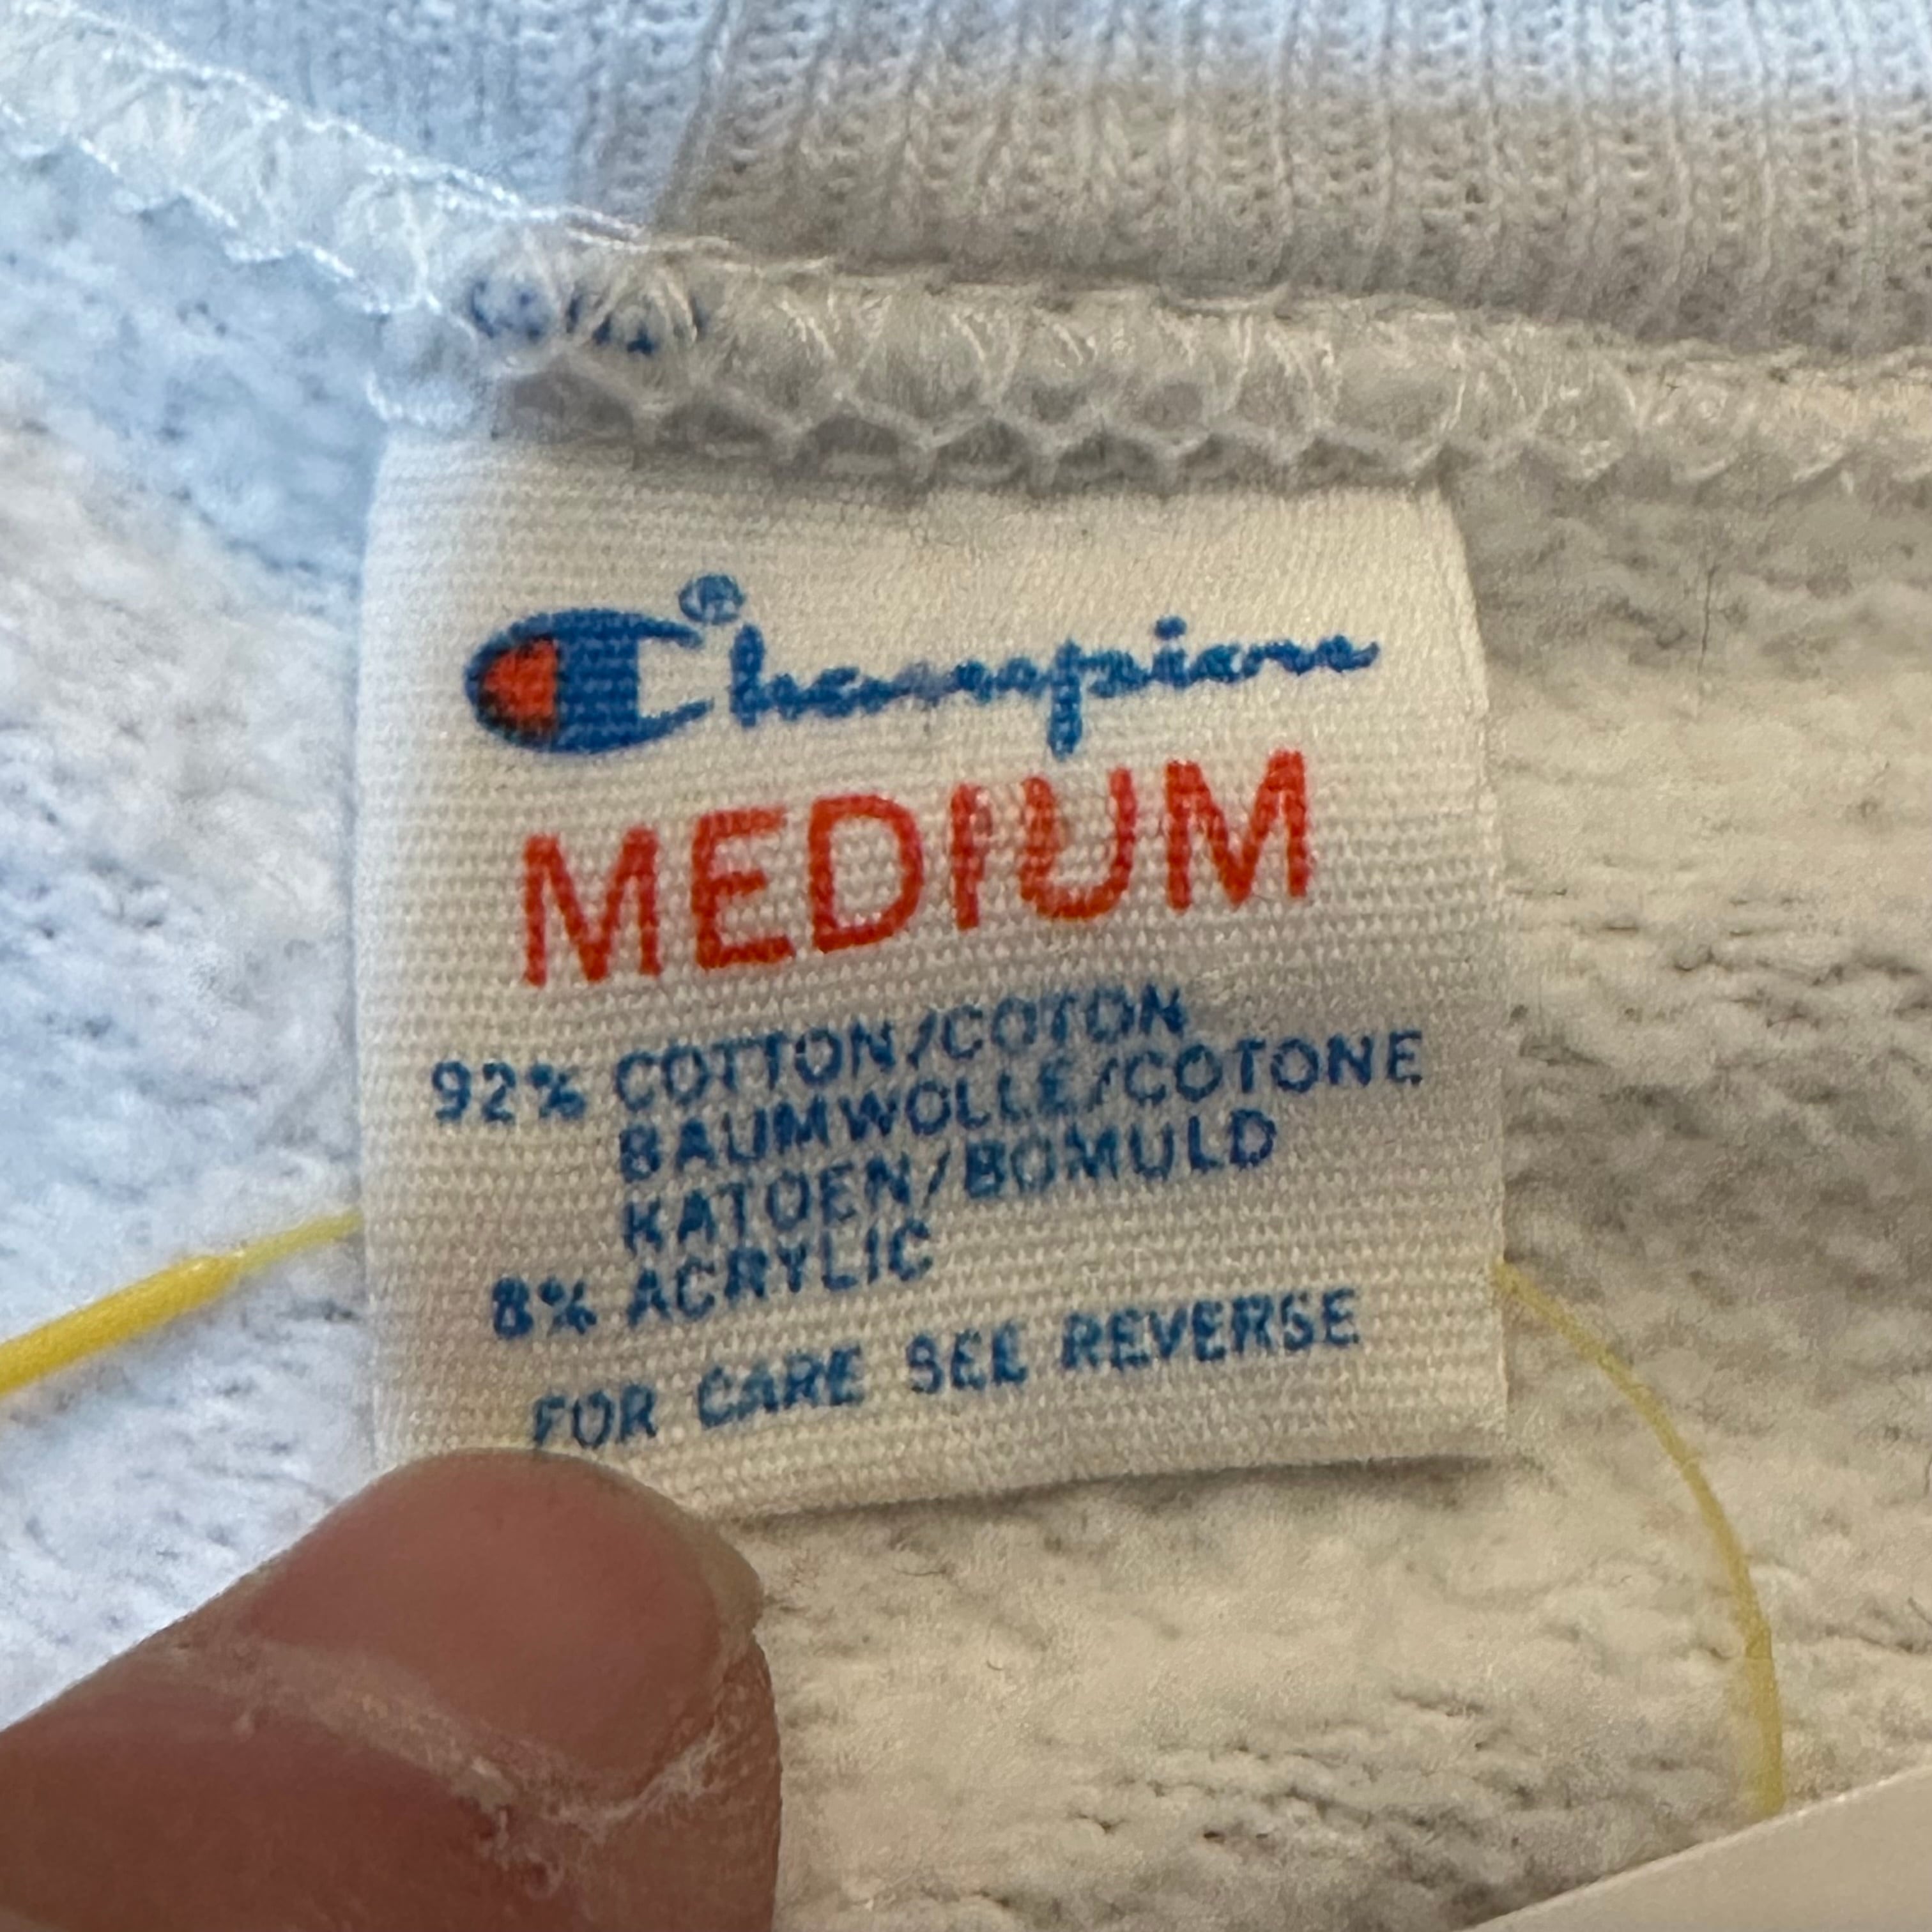 Champion®
MEDIUM
92% COTTON/COTON
BAUMWOLLE/COTONE
KATOEN/BOMULD
8% ACRYLIC
FOR CARE SEE REVERSE